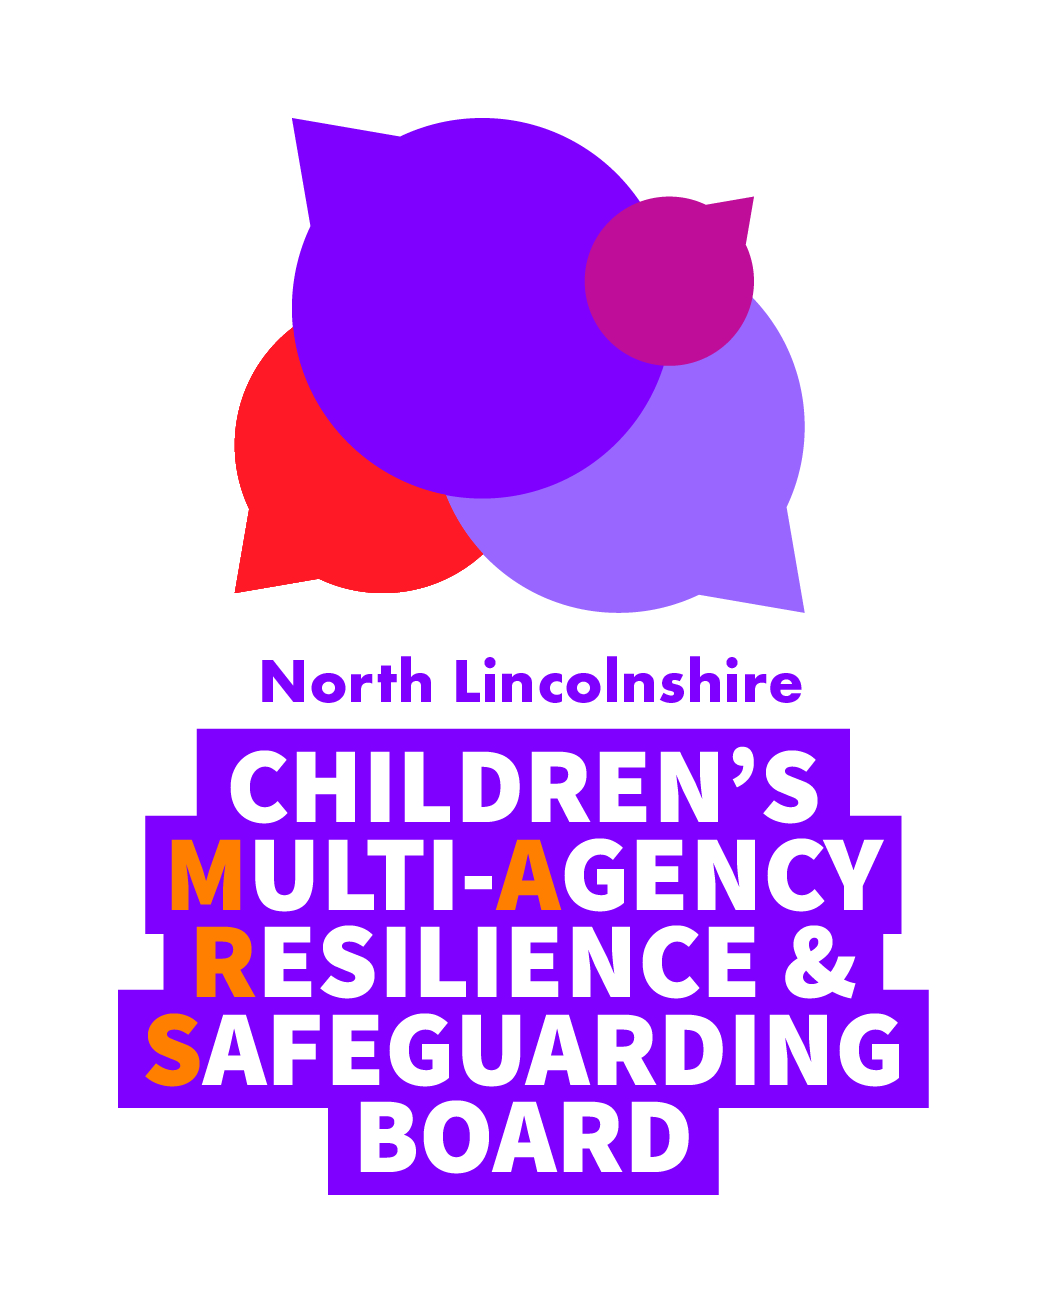 North Lincolnshire
CHILDREN’S
MULTI-AGENCY
RESILIENCE &
SAFEGUARDING
BOARD